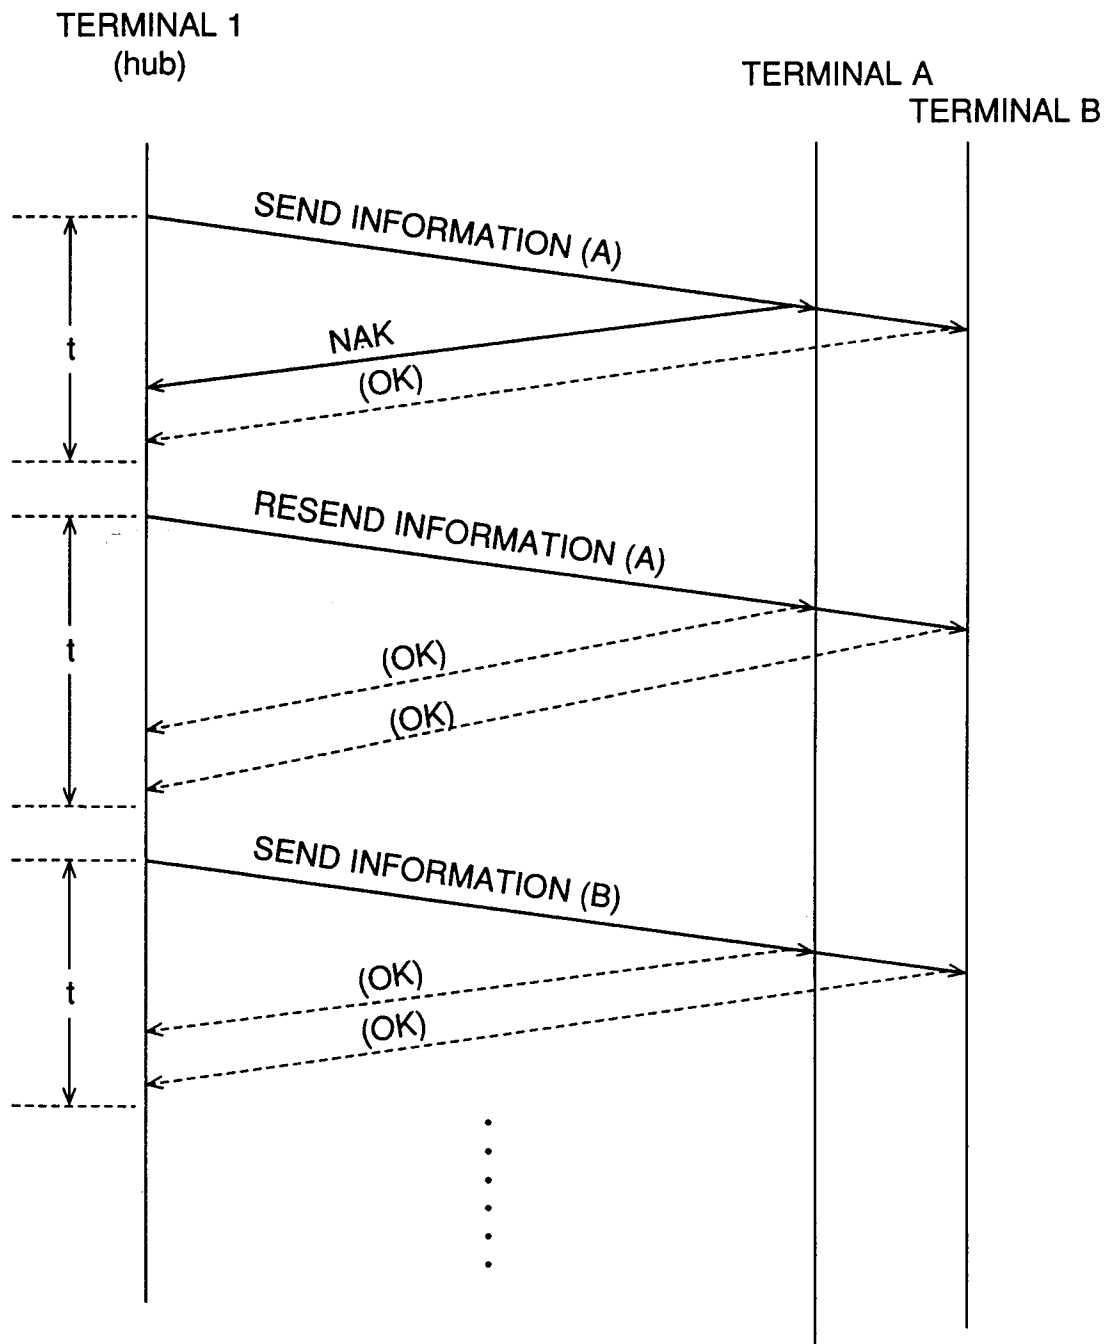 TERMINAL 1
(hub)
TERMINAL A
TERMINAL B
SEND INFORMATION (A)
t
NAK
(OK)
RESEND INFORMATION (A)
t
(OK)
(OK)
SEND INFORMATION (B)
t
(OK)
(OK)